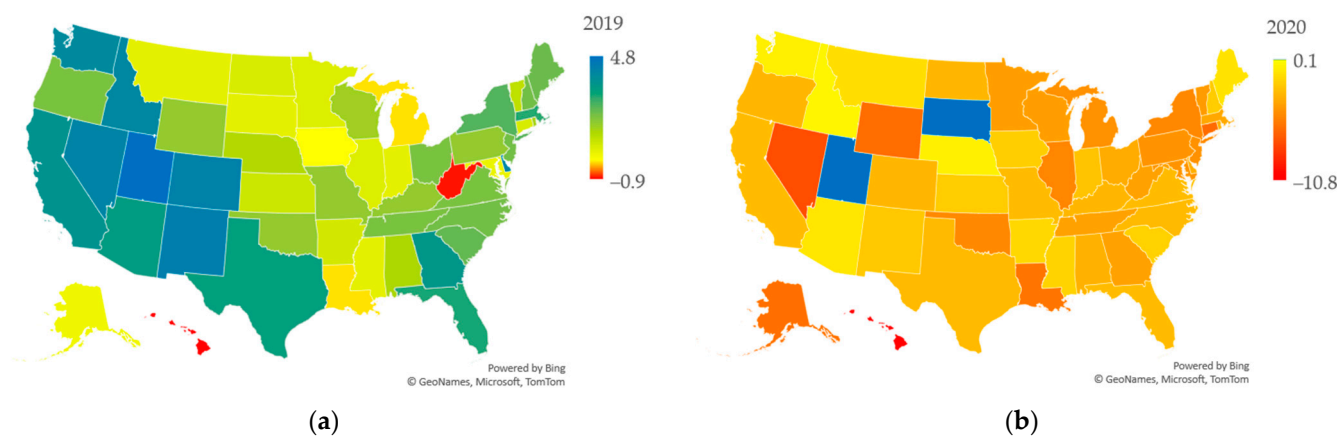 2019
4.8
–0.9
Powered by Bing
© GeoNames, Microsoft, TomTom
(a)
2020
0.1
–10.8
Powered by Bing
© GeoNames, Microsoft, TomTom
(b)